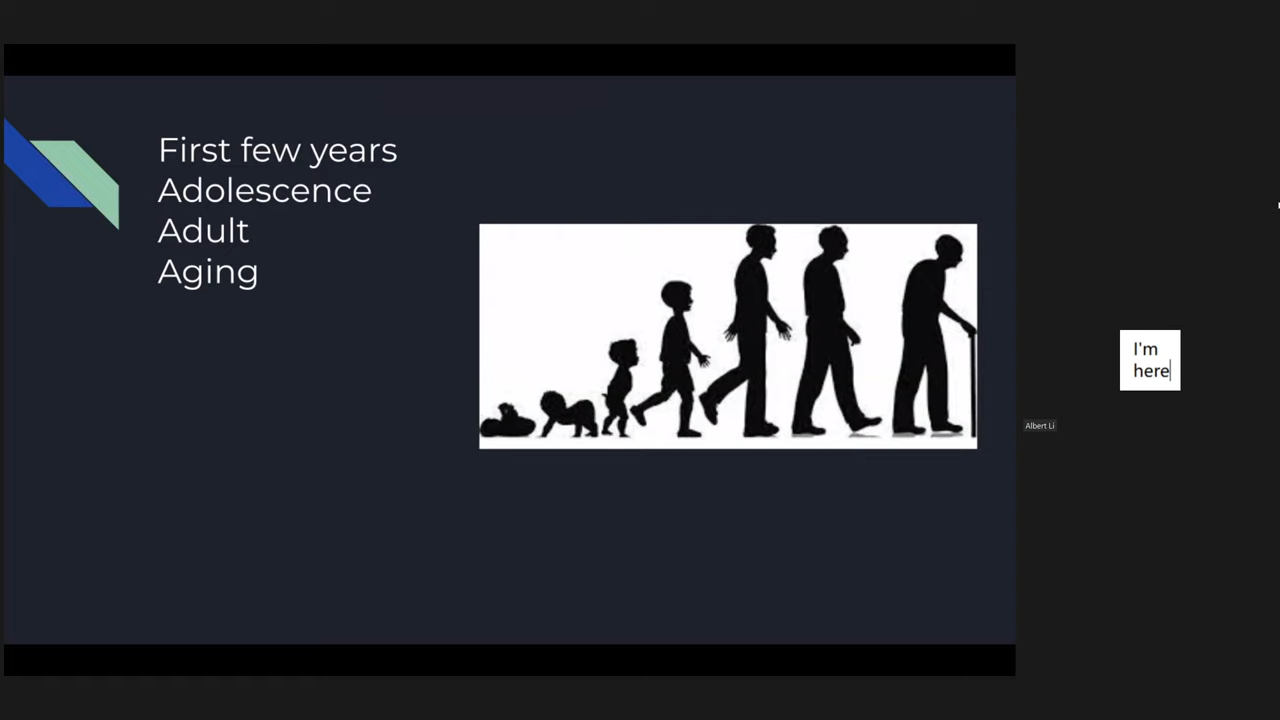 First few years
Adolescence
Adult
Aging
I'm
here
Albert Li